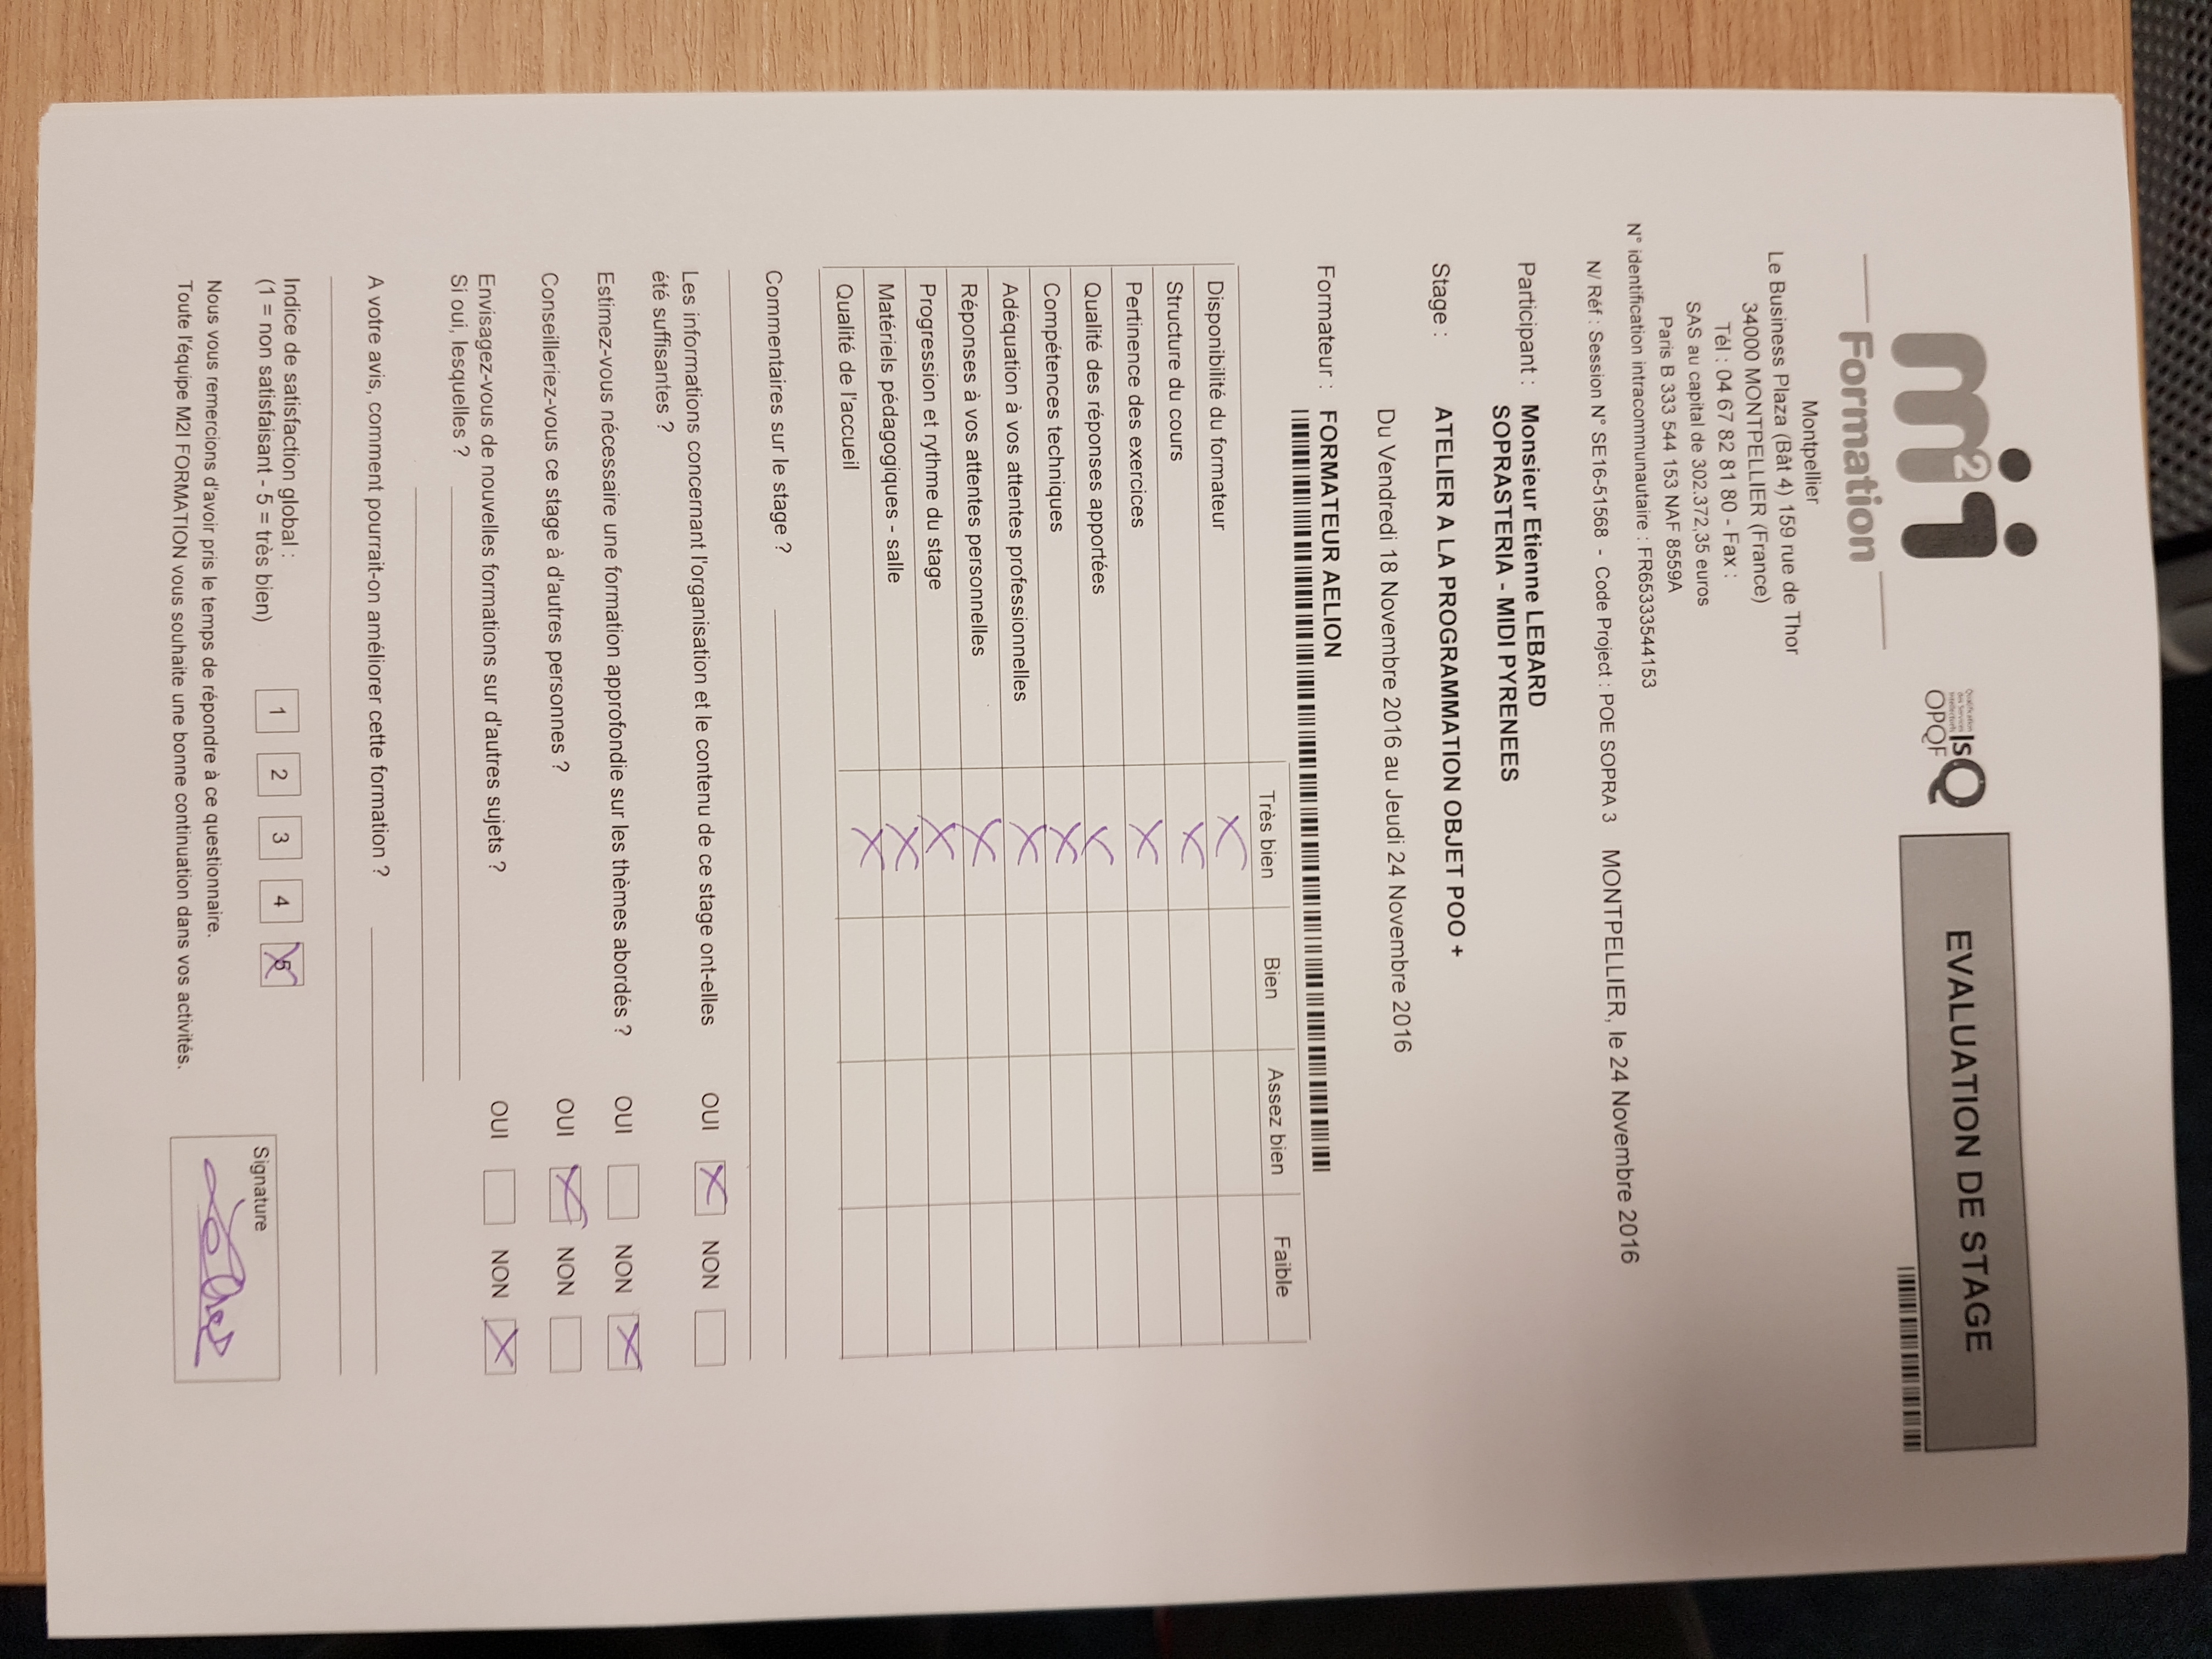 m2i
Formation
Qualification
des Services
Intellectuels
ISQ
OPQF
EVALUATION DE STAGE
Montpellier
Le Business Plaza (Bât 4) 159 rue de Thor
34000 MONTPELLIER (France)
Tél : 04 67 82 81 80 - Fax :
SAS au capital de 302.372,35 euros
Paris B 333 544 153 NAF 8559A
N° identification intracommunautaire : FR65333544153
N/ Réf : Session N° SE16-51568 - Code Project : POE SOPRA 3 MONTPELLIER, le 24 Novembre 2016
Participant : Monsieur Etienne LEBARD
SOPRASTERIA - MIDI PYRENEES
Stage : ATELIER A LA PROGRAMMATION OBJET POO +
Du Vendredi 18 Novembre 2016 au Jeudi 24 Novembre 2016
Formateur : FORMATEUR AELION
Très bien Bien Assez bien Faible
Disponibilité du formateur X
Structure du cours X
Pertinence des exercices X
Qualité des réponses apportées X
Compétences techniques X
Adéquation à vos attentes professionnelles X
Réponses à vos attentes personnelles X
Progression et rythme du stage X
Matériels pédagogiques - salle X
Qualité de l'accueil X
Commentaires sur le stage ?
Les informations concernant l'organisation et le contenu de ce stage ont-elles OUI X NON
été suffisantes ?
Estimez-vous nécessaire une formation approfondie sur les thèmes abordés ? OUI NON X
Conseilleriez-vous ce stage à d'autres personnes ? OUI X NON
Envisagez-vous de nouvelles formations sur d'autres sujets ? OUI NON X
Si oui, lesquelles ?
A votre avis, comment pourrait-on améliorer cette formation ?
Indice de satisfaction global :
(1 = non satisfaisant - 5 = très bien) 1 2 3 4 5 X
Signature
Nous vous remercions d'avoir pris le temps de répondre à ce questionnaire.
Toute l'équipe M2I FORMATION vous souhaite une bonne continuation dans vos activités.